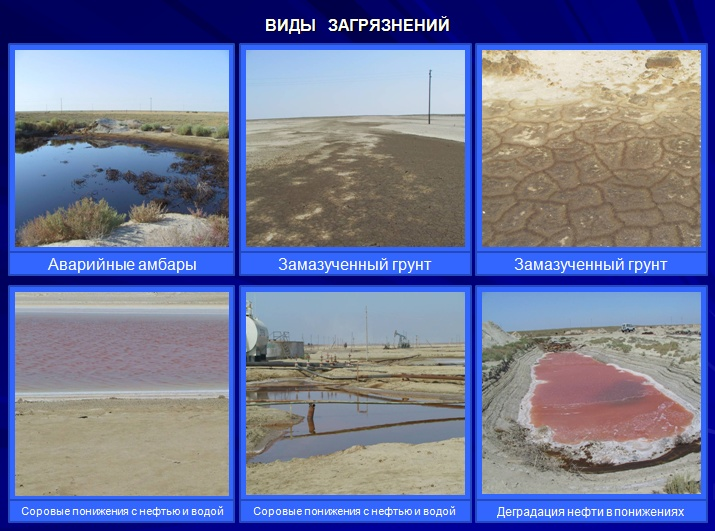 ВИДЫ ЗАГРЯЗНЕНИЙ
Аварийные амбары
Замазученный грунт
Замазученный грунт
Соровые понижения с нефтью и водой
Соровые понижения с нефтью и водой
Деградация нефти в понижениях